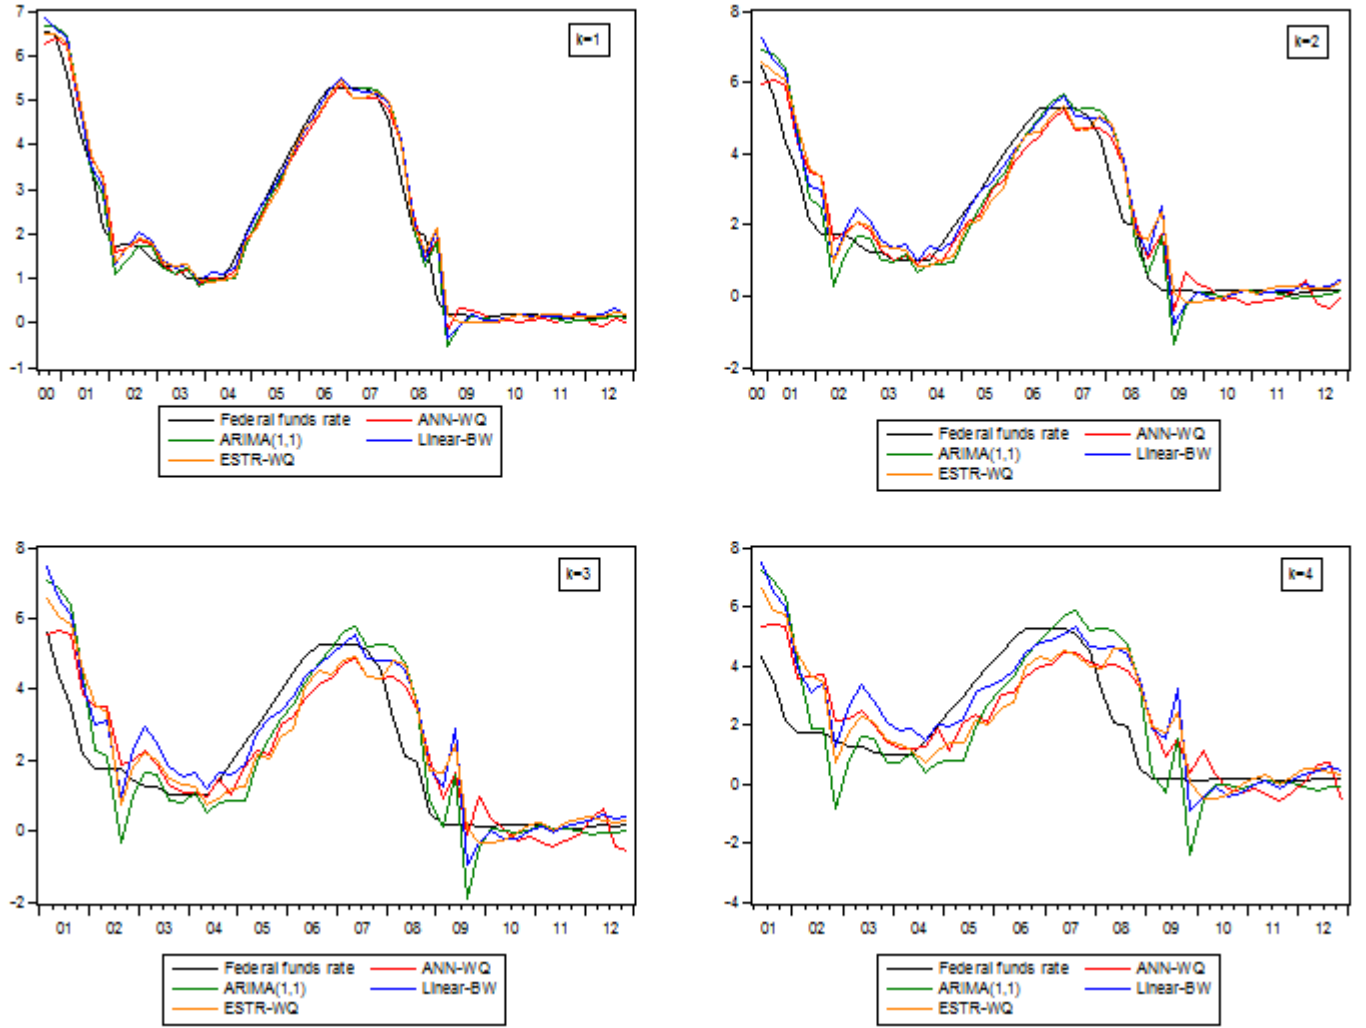 7
6
5
4
3
2
1
0
-1
k=1
00 01 02 03 04 05 06 07 08 09 10 11 12
Federal funds rate ANN-WQ
ARIMA(1,1) Linear-BW
ESTR-WQ
8
6
4
2
0
-2
k=2
00 01 02 03 04 05 06 07 08 09 10 11 12
Federal funds rate ANN-WQ
ARIMA(1,1) Linear-BW
ESTR-WQ
8
6
4
2
0
-2
k=3
01 02 03 04 05 06 07 08 09 10 11 12
Federal funds rate ANN-WQ
ARIMA(1,1) Linear-BW
ESTR-WQ
8
6
4
2
0
-2
-4
k=4
01 02 03 04 05 06 07 08 09 10 11 12
Federal funds rate ANN-WQ
ARIMA(1,1) Linear-BW
ESTR-WQ